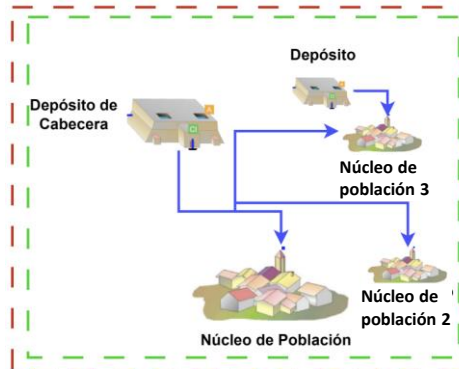 Depósito
Depósito de
Cabecera
Núcleo de
población 3
Núcleo de
población 2
Núcleo de Población